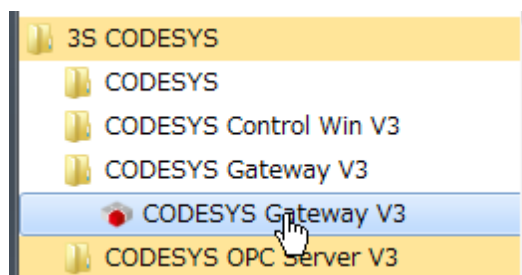 3S CODESYS
CODESYS
CODESYS Control Win V3
CODESYS Gateway V3
CODESYS Gateway V3
CODESYS OPC Server V3